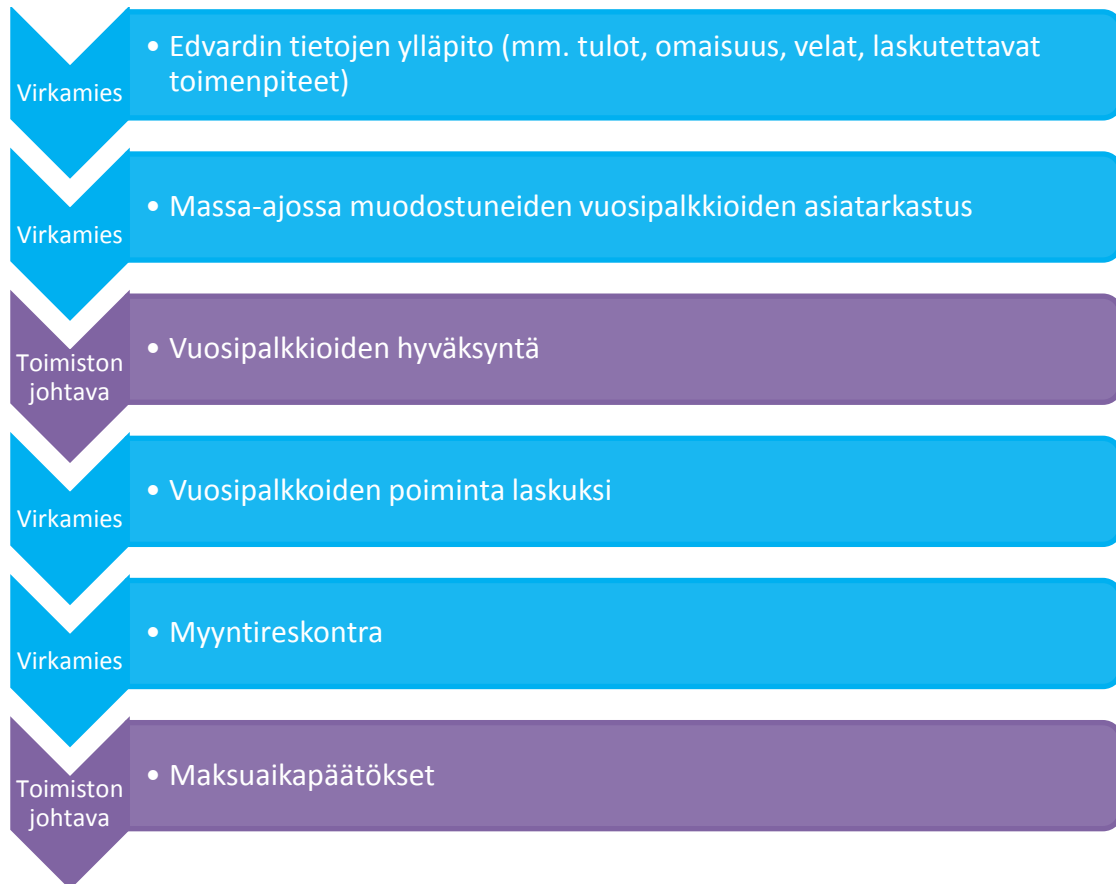 Virkamies
• Edvardin tietojen ylläpito (mm. tulot, omaisuus, velat, laskutettavat
toimenpiteet)
Virkamies
• Massa-ajossa muodostuneiden vuosipalkkioiden asiatarkastus
Toimiston
johtava
• Vuosipalkkioiden hyväksyntä
Virkamies
• Vuosipalkkoiden poiminta laskuksi
Virkamies
• Myyntireskontra
Toimiston
johtava
• Maksuaikapäätökset